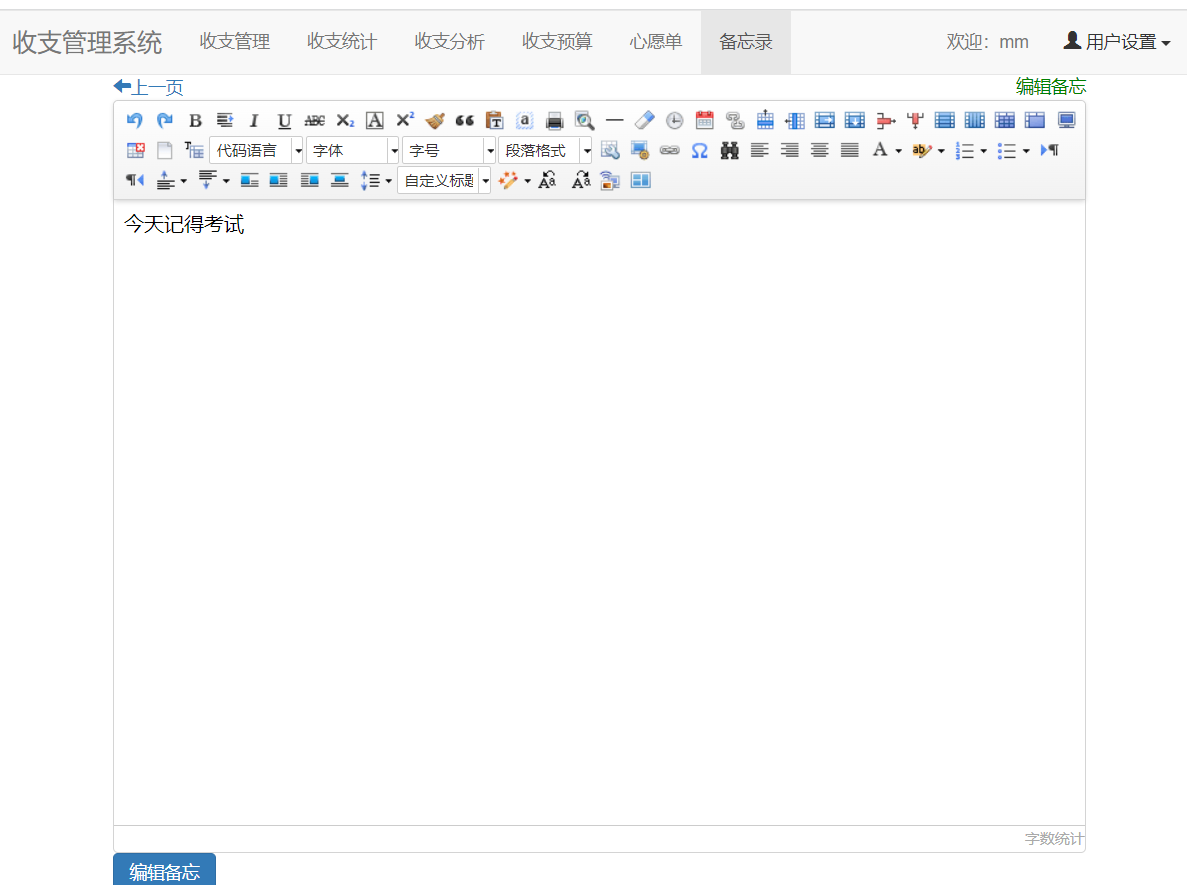 收支管理系统 收支管理 收支统计 收支分析 收支预算 心愿单 备忘录 欢迎：mm 用户设置
上一页 编辑备忘
代码语言 字体 字号 段落格式
自定义标题
今天记得考试
字数统计
编辑备忘